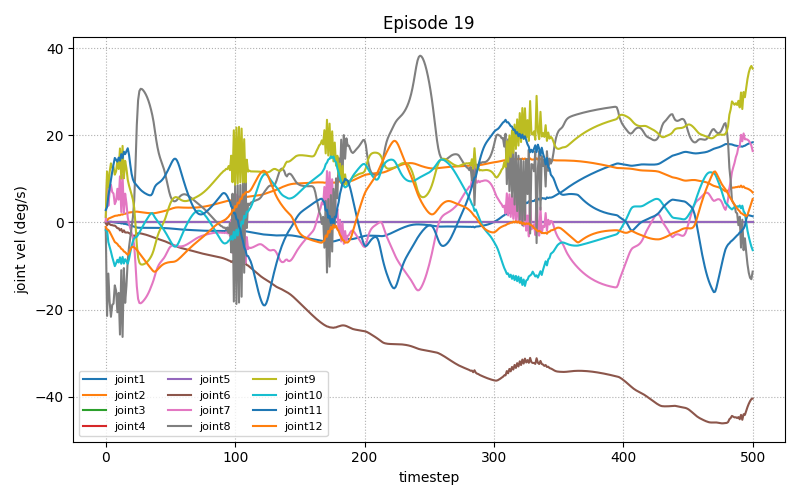 Episode 19
joint vel (deg/s)
40
20
0
−20
−40
joint1
joint2
joint3
joint4
joint5
joint6
joint7
joint8
joint9
joint10
joint11
joint12
0 100 200 300 400 500
timestep